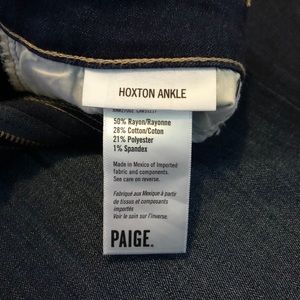 HOXTON ANKLE
50% Rayon/Rayonne
28% Cotton/Coton
21% Polyester
1% Spandex
Made in Mexico of Imported
fabric and components.
See care on reverse.
Fabriqué aux Mexique à partir
de tissus et composants
importés
Voir le soin sur l'inverse.
PAIGE.